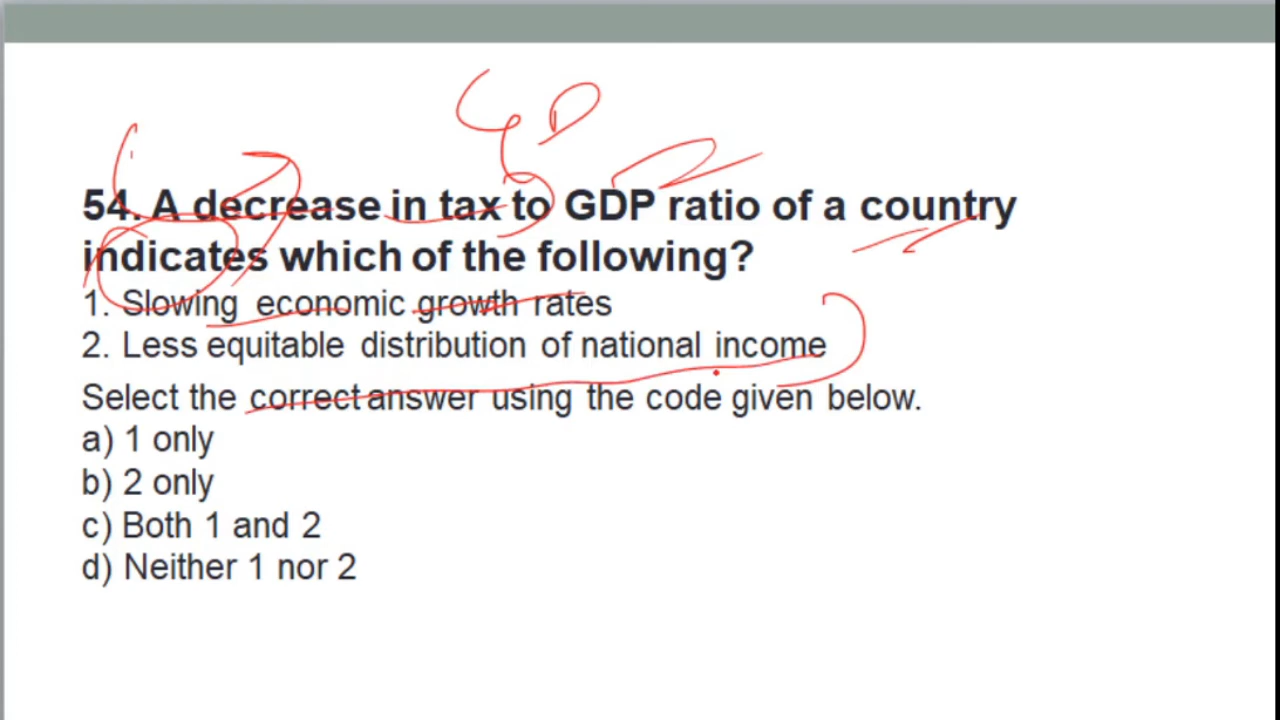 GD
54. A decrease in tax to GDP ratio of a country
indicates which of the following?
1. Slowing economic growth rates
2. Less equitable distribution of national income
Select the correct answer using the code given below.
a) 1 only
b) 2 only
c) Both 1 and 2
d) Neither 1 nor 2